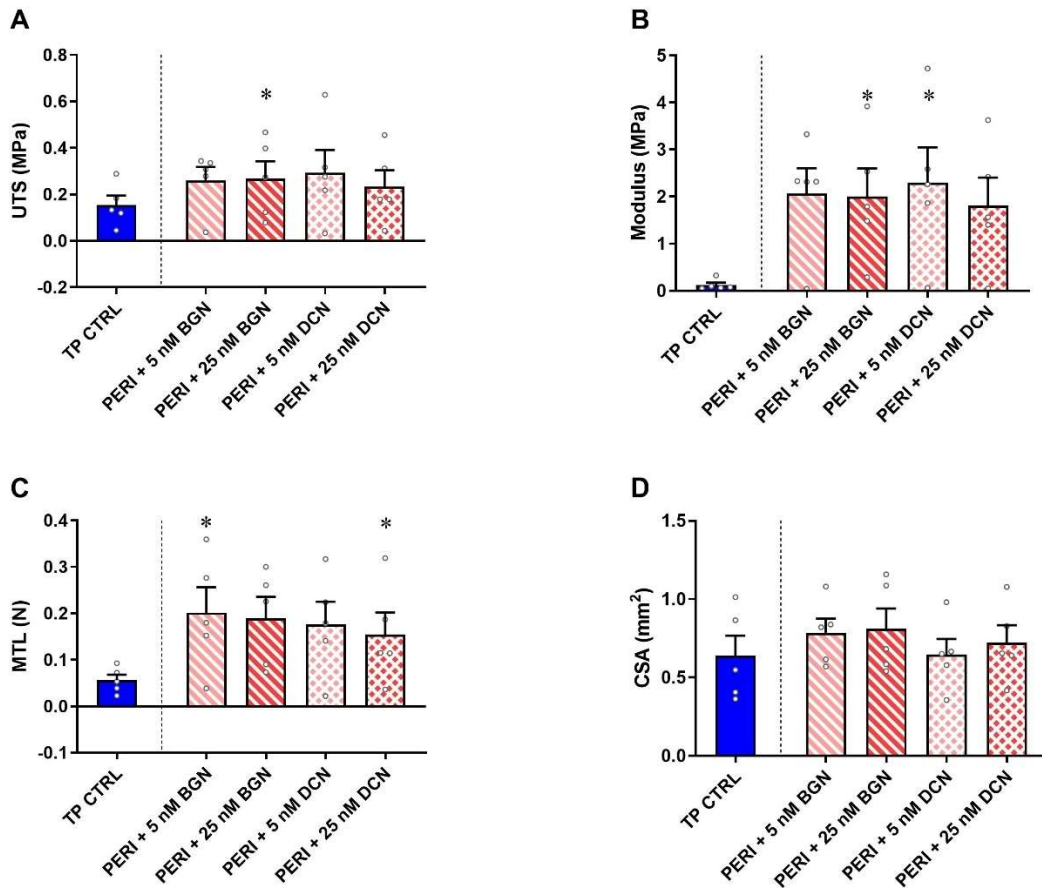 A
UTS (MPa)
0.8
0.6
0.4
0.2
0.0
-0.2
*
TP CTRL
PERI + 5 nM BGN
PERI + 25 nM BGN
PERI + 5 nM DCN
PERI + 25 nM DCN
B
Modulus (MPa)
5
4
3
2
1
0
* *
TP CTRL
PERI + 5 nM BGN
PERI + 25 nM BGN
PERI + 5 nM DCN
PERI + 25 nM DCN
C
MTL (N)
0.4
0.3
0.2
0.1
0.0
-0.1
* *
TP CTRL
PERI + 5 nM BGN
PERI + 25 nM BGN
PERI + 5 nM DCN
PERI + 25 nM DCN
D
CSA (mm²)
1.5
1.0
0.5
0.0
TP CTRL
PERI + 5 nM BGN
PERI + 25 nM BGN
PERI + 5 nM DCN
PERI + 25 nM DCN